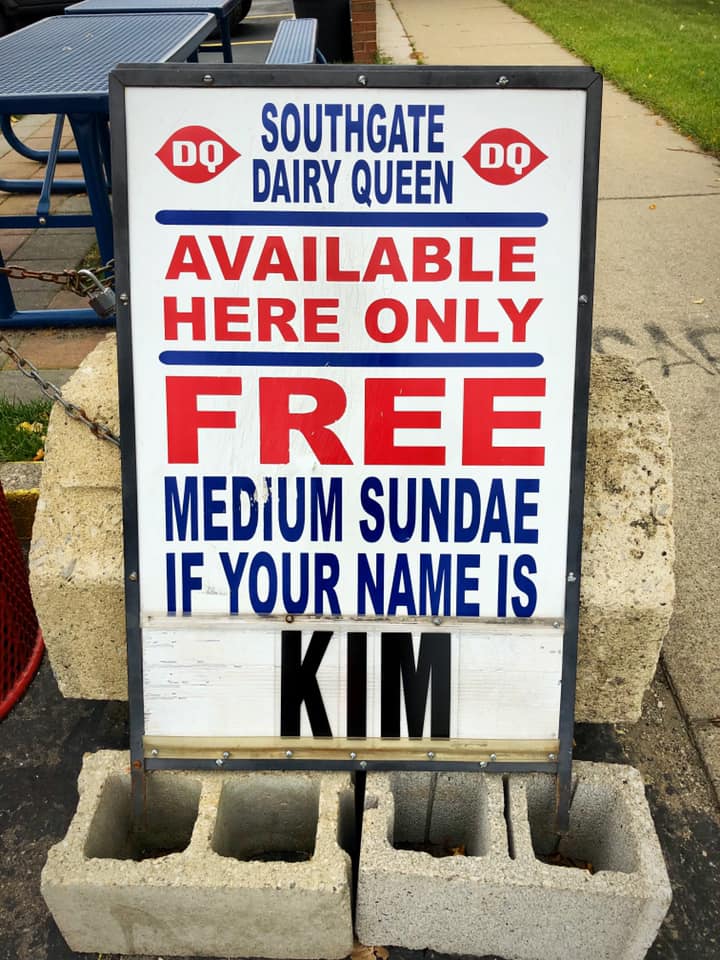 SOUTHGATE
DQ DQ
DAIRY QUEEN
AVAILABLE
HERE ONLY
FREE
MEDIUM SUNDAE
IF YOUR NAME IS
KIM